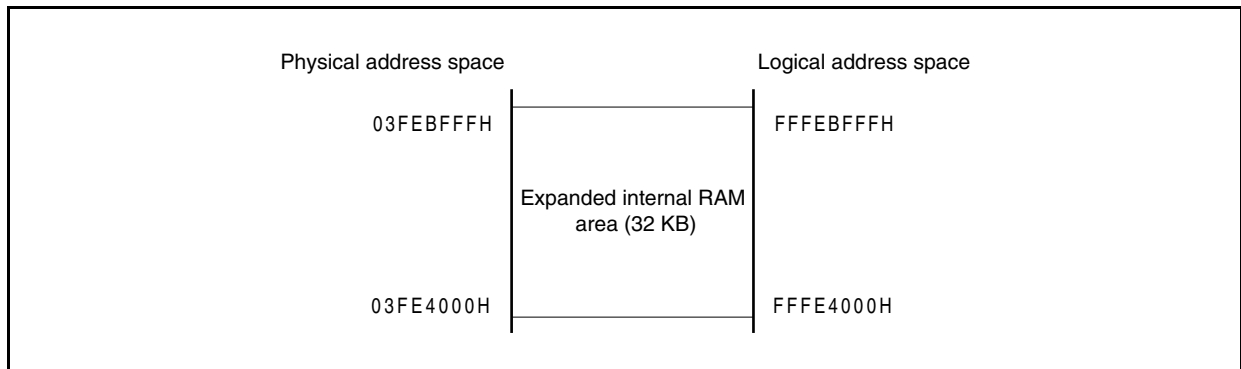 Physical address space
Logical address space
03FEBFFFH
FFFEBFFFH
Expanded internal RAM
area (32 KB)
03FE4000H
FFFE4000H